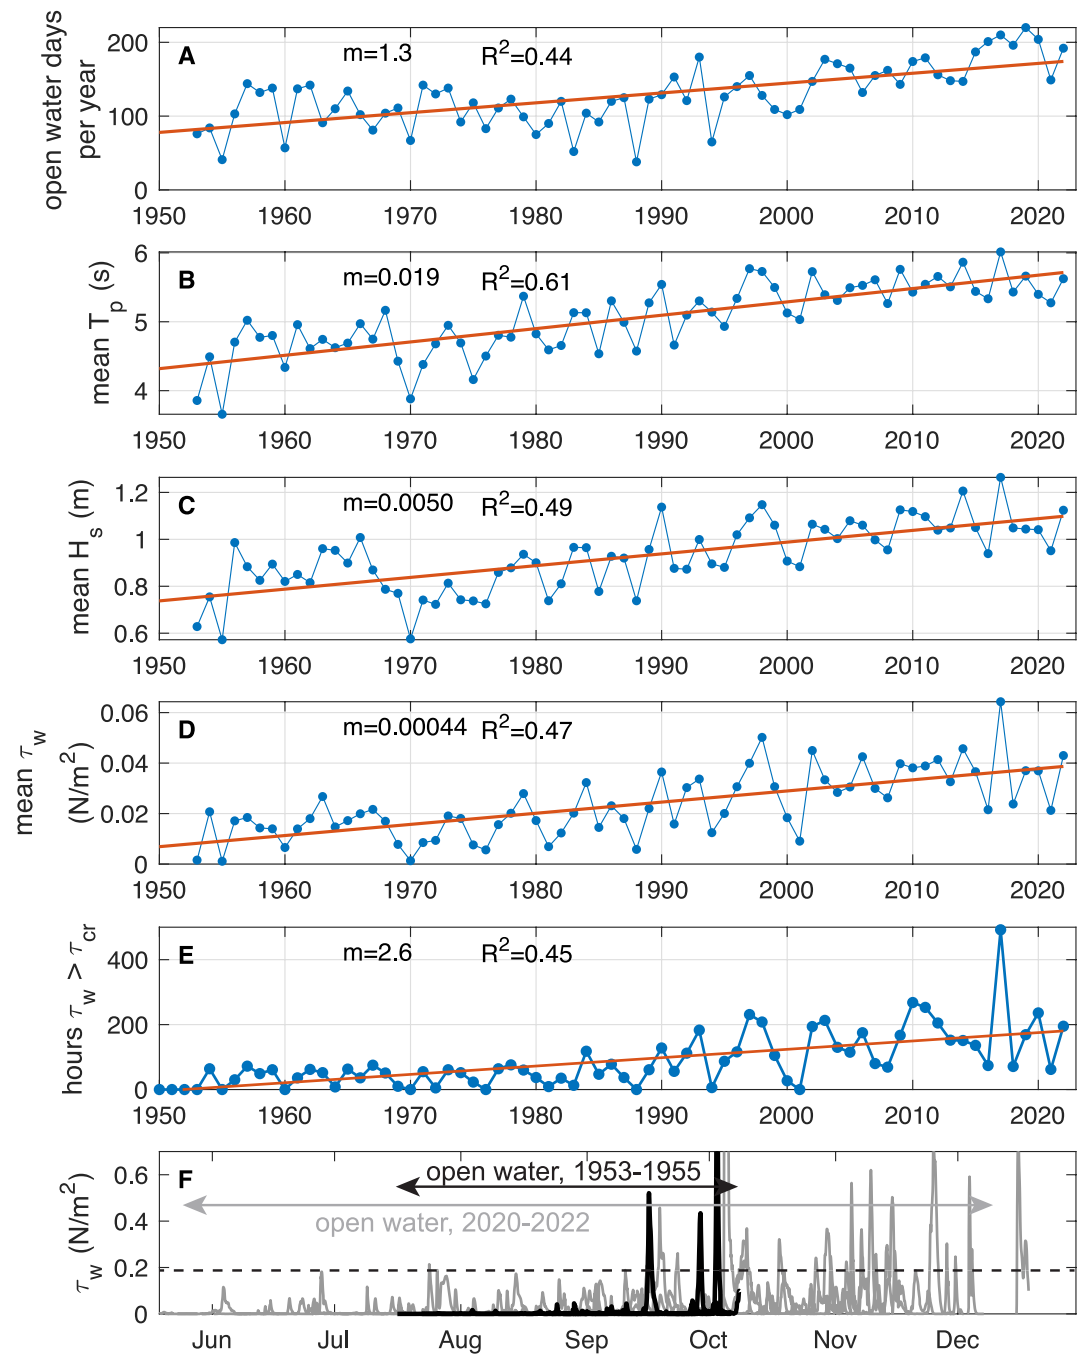 open water days
per year
A
m=1.3
R²=0.44
200
100
0
1950 1960 1970 1980 1990 2000 2010 2020
mean T_p (s)
B
m=0.019
R²=0.61
6
5
4
1950 1960 1970 1980 1990 2000 2010 2020
mean H_s (m)
C
m=0.0050
R²=0.49
1.2
1
0.8
0.6
1950 1960 1970 1980 1990 2000 2010 2020
mean τ_w
(N/m²)
D
m=0.00044
R²=0.47
0.06
0.04
0.02
0
1950 1960 1970 1980 1990 2000 2010 2020
hours τ_w > τ_cr
E
m=2.6
R²=0.45
400
200
0
1950 1960 1970 1980 1990 2000 2010 2020
τ_w (N/m²)
F
open water, 1953-1955
open water, 2020-2022
0.6
0.4
0.2
0
Jun Jul Aug Sep Oct Nov Dec